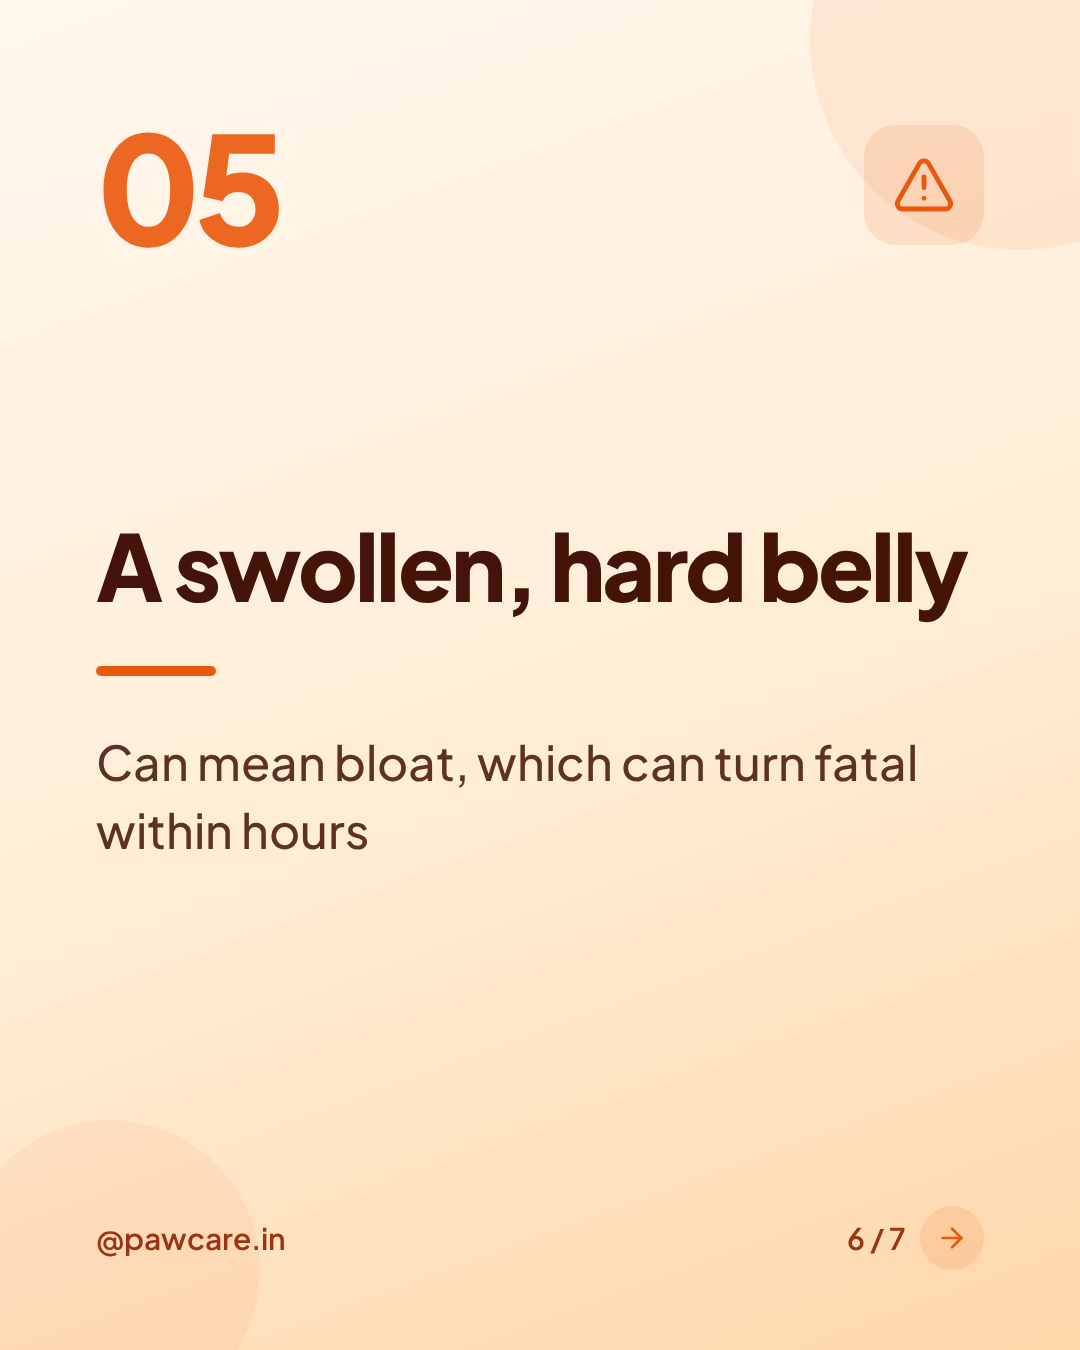 05
A swollen, hard belly
Can mean bloat, which can turn fatal
within hours
@pawcare.in
6 / 7